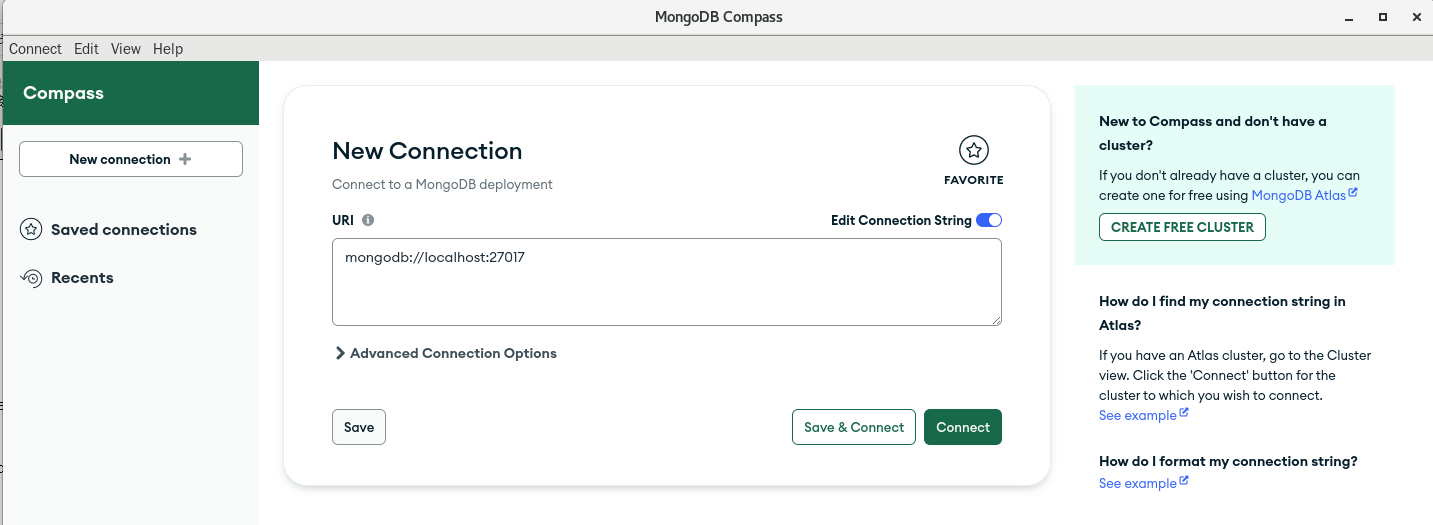 MongoDB Compass
Connect Edit View Help
Compass
New connection
Saved connections
Recents
New Connection
Connect to a MongoDB deployment
FAVORITE
URI
Edit Connection String
mongodb://localhost:27017
Advanced Connection Options
Save
Save & Connect
Connect
New to Compass and don't have a
cluster?
If you don't already have a cluster, you can
create one for free using MongoDB Atlas
CREATE FREE CLUSTER
How do I find my connection string in
Atlas?
If you have an Atlas cluster, go to the Cluster
view. Click the 'Connect' button for the
cluster to which you wish to connect.
See example
How do I format my connection string?
See example